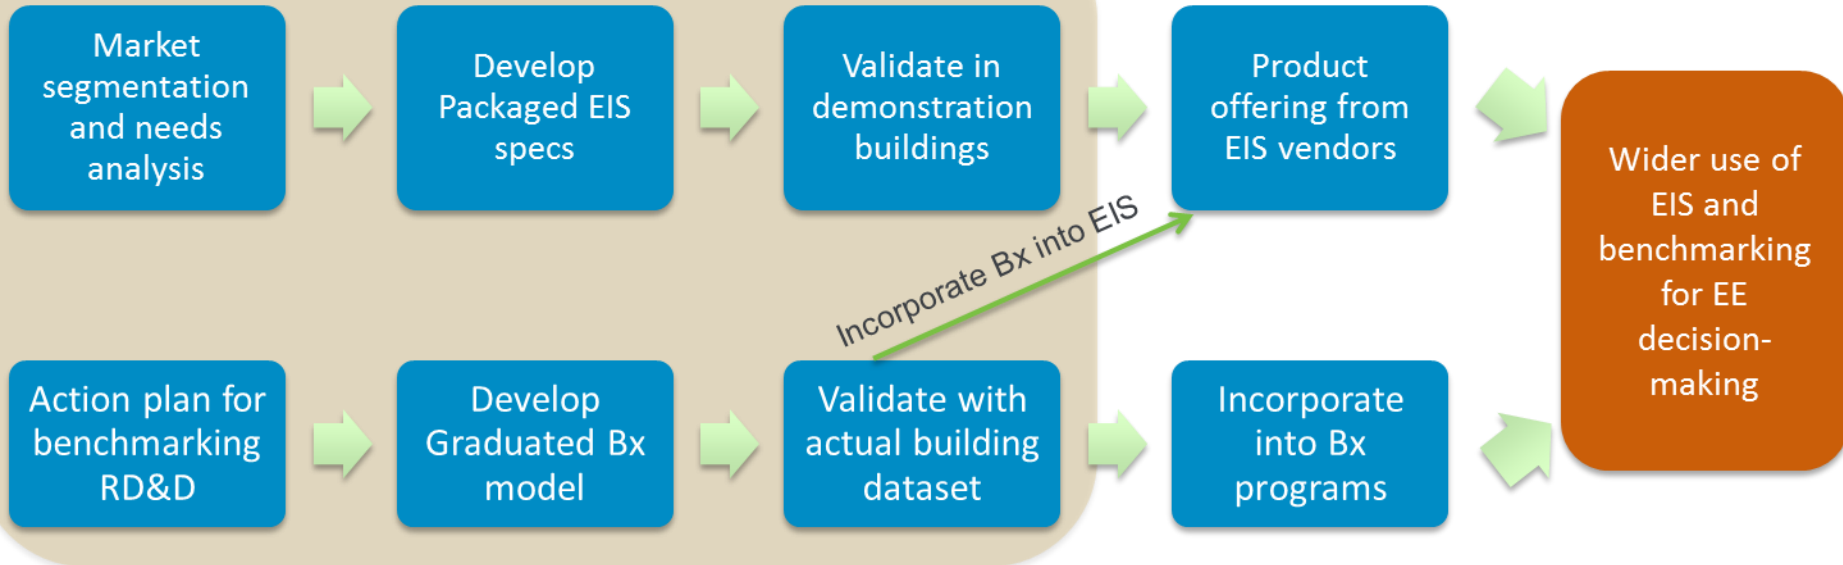 Market
segmentation
and needs
analysis
Develop
Packaged EIS
specs
Validate in
demonstration
buildings
Product
offering from
EIS vendors
Wider use of
EIS and
benchmarking
for EE
decision-
making
Incorporate Bx into EIS
Action plan for
benchmarking
RD&D
Develop
Graduated Bx
model
Validate with
actual building
dataset
Incorporate
into Bx
programs